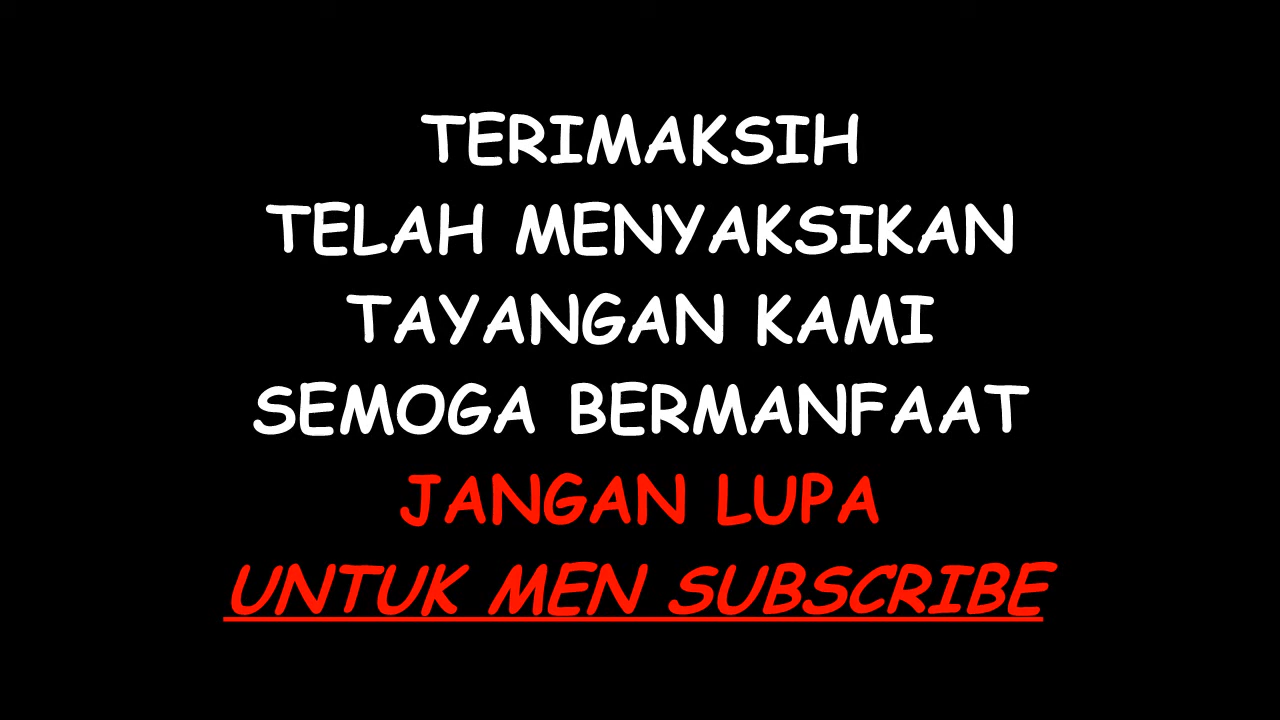 TERIMAKSIH
TELAH MENYAKSIKAN
TAYANGAN KAMI
SEMOGA BERMANFAAT
JANGAN LUPA
UNTUK MEN SUBSCRIBE